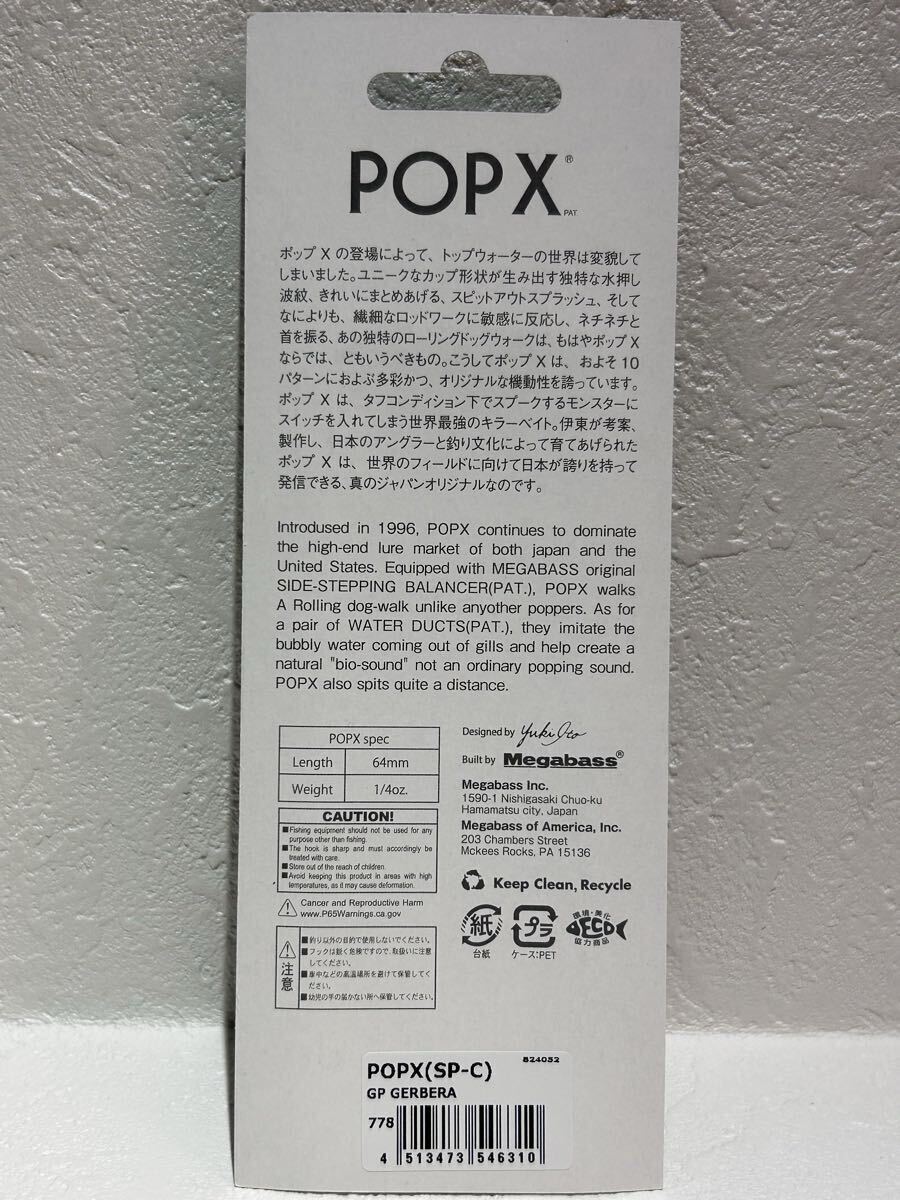 POPX®
PAT
ポップ X の登場によって、トップウォーターの世界は変貌して
しまいました。ユニークなカップ形状が生み出す独特な水押し
波紋、きれいにまとめあげる、スピットアウトスプラッシュ、そして
なによりも、繊細なロッドワークに敏感に反応し、ネチネチと
首を振る、あの独特のローリングドッグウォークは、もはやポップ X
ならでは、ともいうべきもの。こうしてポップ X は、およそ 10
パターンにおよぶ多彩かつ、オリジナルな機動性を誇っています。
ポップ X は、タフコンディション下でスプークするモンスターに
スイッチを入れてしまう世界最強のキラーベイト。伊東が考案、
製作し、日本のアングラーと釣り文化によって育てあげられた
ポップ X は、世界のフィールドに向けて日本が誇りを持って
発信できる、真のジャパンオリジナルなのです。
Introdused in 1996, POPX continues to dominate
the high-end lure market of both japan and the
United States. Equipped with MEGABASS original
SIDE-STEPPING BALANCER(PAT.), POPX walks
A Rolling dog-walk unlike anyother poppers. As for
a pair of WATER DUCTS(PAT.), they imitate the
bubbly water coming out of gills and help create a
natural "bio-sound" not an ordinary popping sound.
POPX also spits quite a distance.
POPX spec
Length 64mm
Weight 1/4oz.
CAUTION!
■Fishing equipment should not be used for any
purpose other than fishing.
■The hook is sharp and must accordingly be
treated with care.
■Store out of the reach of children.
■Avoid keeping this product in areas with high
temperatures, as it may cause deformation.
Cancer and Reproductive Harm
www.P65Warnings.ca.gov
注意
■釣り以外の目的で使用しないでください。
■フックは鋭く危険ですので、取扱いに注意
してください。
■車中などの高温場所を避けて保管してく
ださい。
■幼児の手の届かない所へ保管してください。
Designed by Yuki Ito
Built by Megabass®
Megabass Inc.
1590-1 Nishigasaki Chuo-ku
Hamamatsu city, Japan
Megabass of America, Inc.
203 Chambers Street
Mckees Rocks, PA 15136
Keep Clean, Recycle
紙
台紙
プラ
ケース:PET
環境・美化
ECO
協力商品
824032
POPX(SP-C)
GP GERBERA
778
4 513473 546310